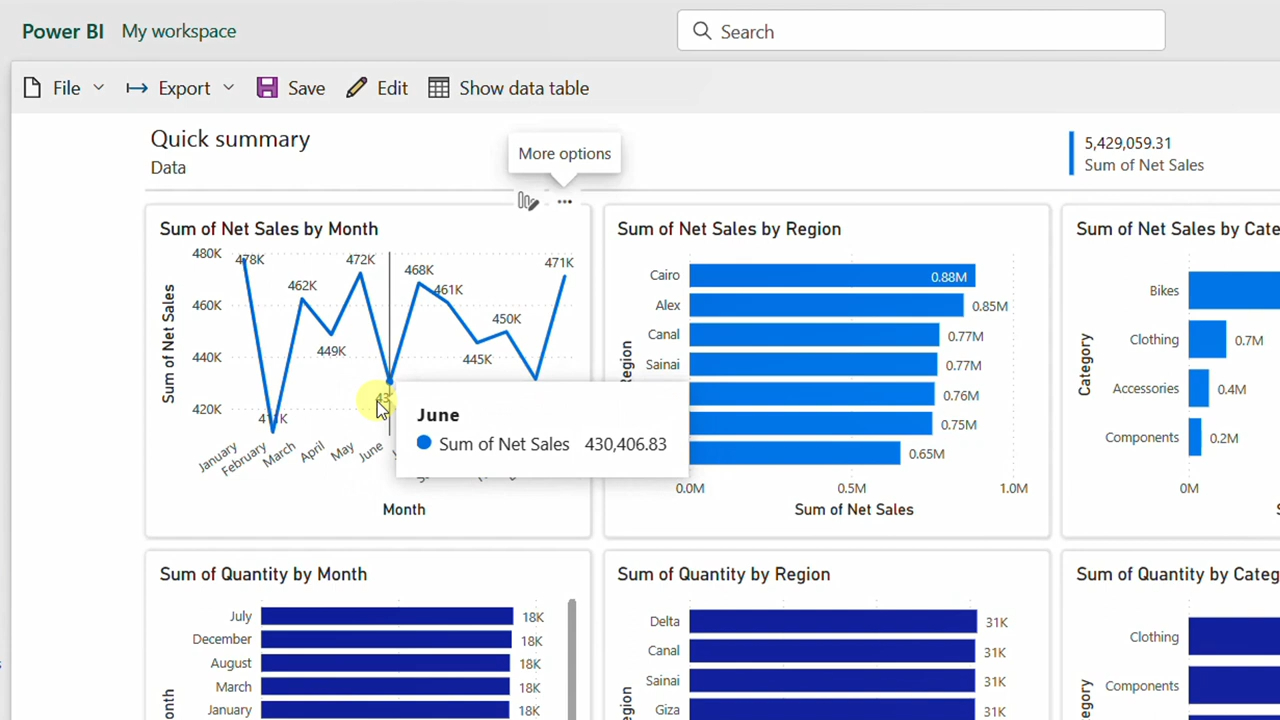 Power BI My workspace
Search
File Export Save Edit Show data table
Quick summary
Data
More options
5,429,059.31
Sum of Net Sales
Sum of Net Sales by Month
Sum of Net Sales
480K
460K
440K
420K
478K
411K
462K
449K
472K
468K
461K
445K
450K
471K
January
February
March
April
May
June
Month
June
Sum of Net Sales 430,406.83
Sum of Net Sales by Region
Region
Cairo 0.88M
Alex 0.85M
Canal 0.77M
Sainai 0.77M
0.76M
0.75M
0.65M
0.0M 0.5M 1.0M
Sum of Net Sales
Sum of Net Sales by Cate
Category
Bikes
Clothing 0.7M
Accessories 0.4M
Components 0.2M
0M
Sum of Quantity by Month
July 18K
December 18K
August 18K
March 18K
January 18K
Sum of Quantity by Region
Region
Delta 31K
Canal 31K
Sainai 31K
Giza 31K
Sum of Quantity by Categ
Clothing
Components